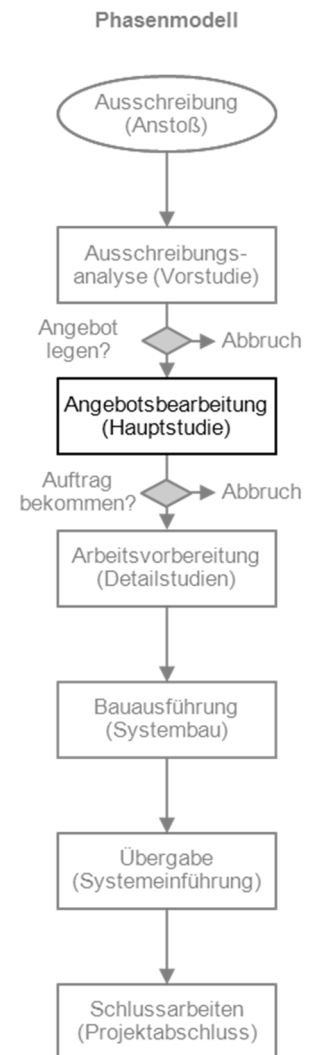 Phasenmodell
Ausschreibung
(Anstoß)
Ausschreibungs-
analyse (Vorstudie)
Angebot
legen?
Abbruch
Angebotsbearbeitung
(Hauptstudie)
Auftrag
bekommen?
Abbruch
Arbeitsvorbereitung
(Detailstudien)
Bauausführung
(Systembau)
Übergabe
(Systemeinführung)
Schlussarbeiten
(Projektabschluss)